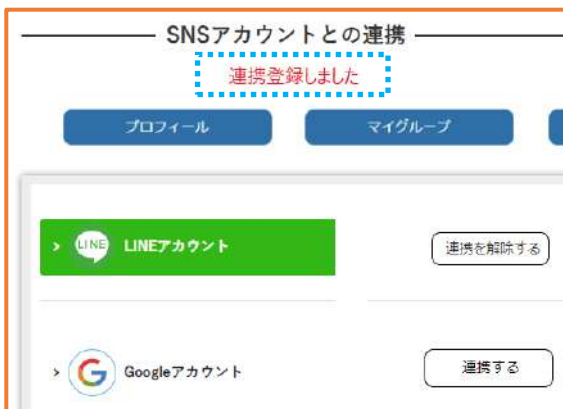 SNSアカウントとの連携
連携登録しました
プロフィール マイグループ
> LINE LINEアカウント 連携を解除する
> G Googleアカウント 連携する